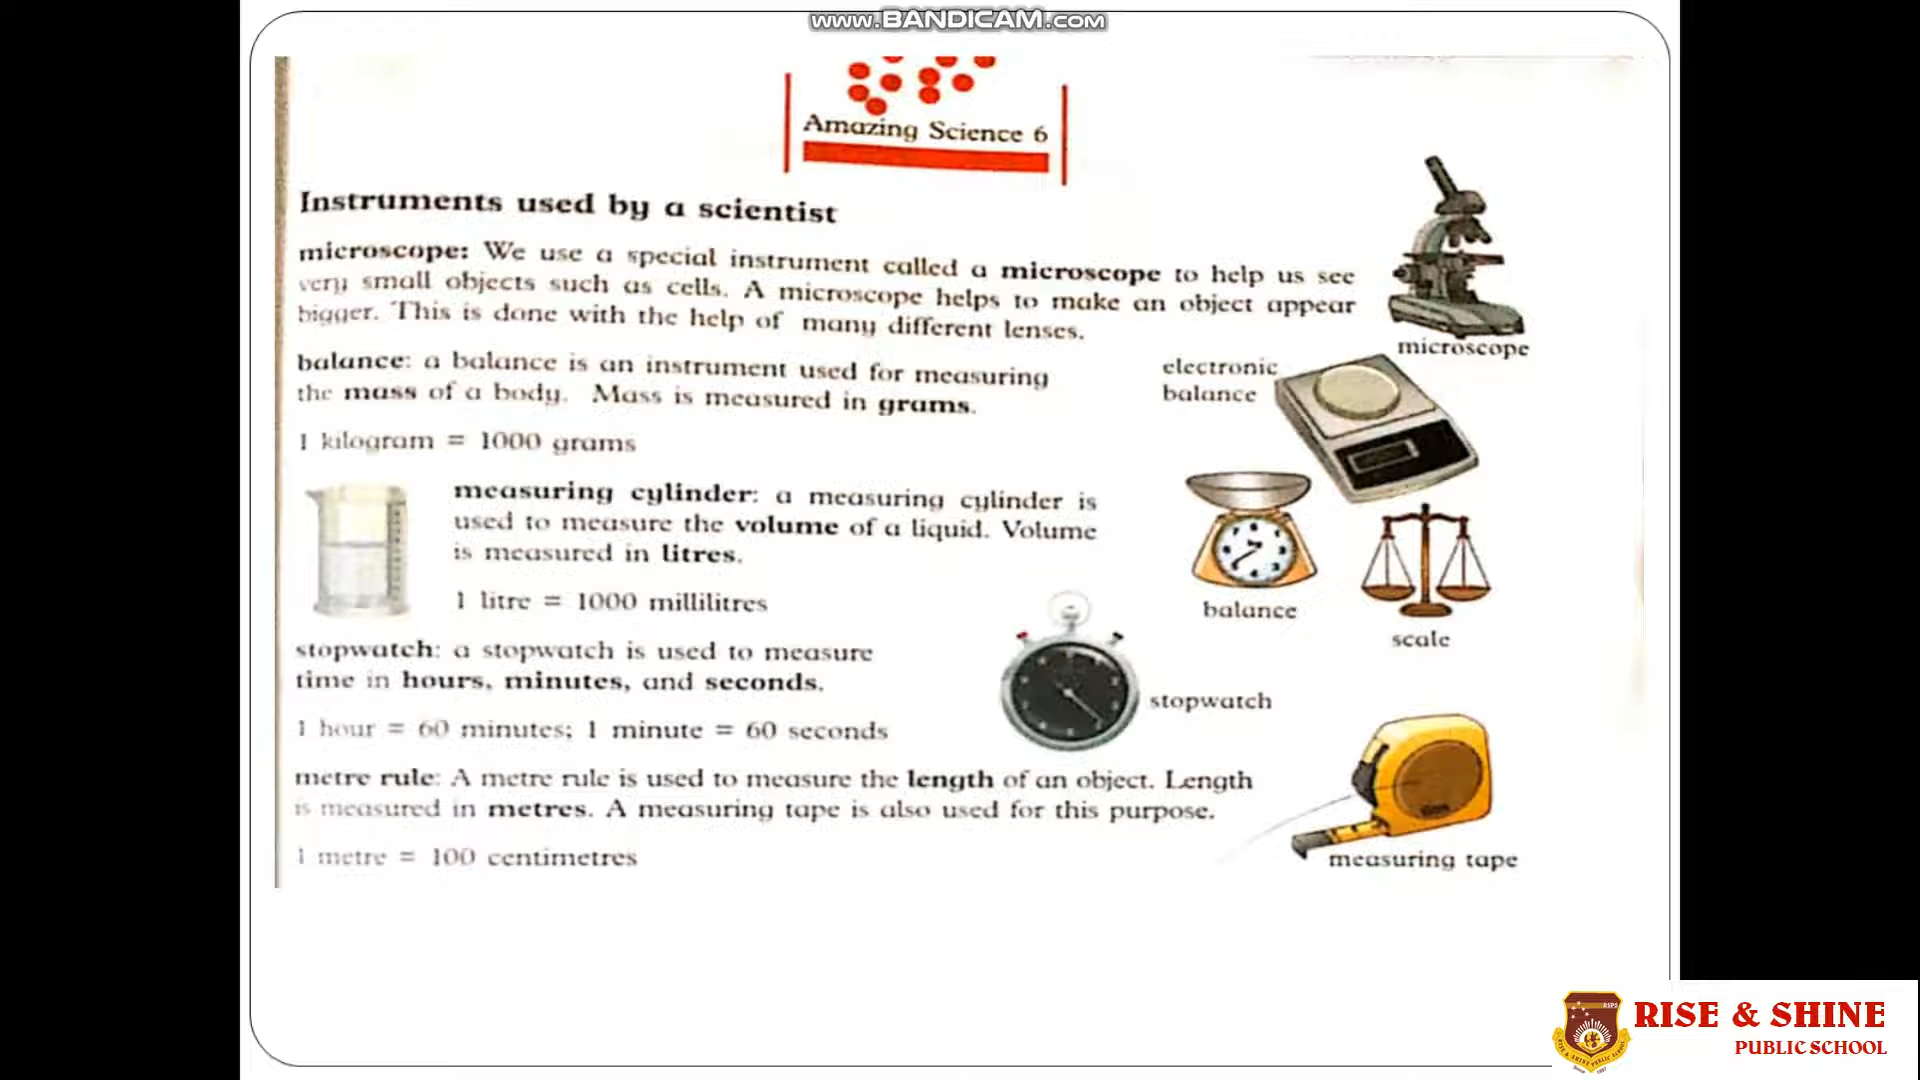 www.BANDICAM.com
Amazing Science 6
Instruments used by a scientist
microscope: We use a special instrument called a microscope to help us see
very small objects such as cells. A microscope helps to make an object appear
bigger. This is done with the help of many different lenses.
microscope
balance: a balance is an instrument used for measuring
the mass of a body. Mass is measured in grams.
electronic
balance
1 kilogram = 1000 grams
measuring cylinder: a measuring cylinder is
used to measure the volume of a liquid. Volume
is measured in litres.
1 litre = 1000 millilitres
balance
scale
stopwatch: a stopwatch is used to measure
time in hours, minutes, and seconds.
stopwatch
1 hour = 60 minutes; 1 minute = 60 seconds
metre rule: A metre rule is used to measure the length of an object. Length
is measured in metres. A measuring tape is also used for this purpose.
1 metre = 100 centimetres
measuring tape
RISE & SHINE
PUBLIC SCHOOL